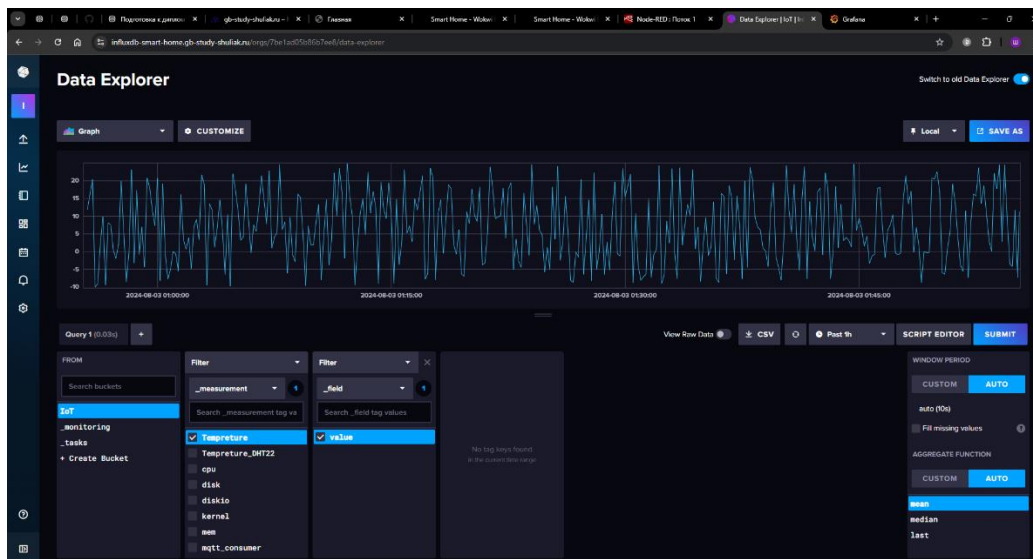 Подготовка к диплом
gb-study-shuliak.ru –
Главная
Smart Home - Wokwi
Smart Home - Wokwi
Node-RED : Поток 1
Data Explorer | IoT | In
Grafana
influxdb-smart-home.gb-study-shuliak.ru/orgs/7be1ad05b86b7ee8/data-explorer
Data Explorer
Switch to old Data Explorer
I
Graph
CUSTOMIZE
Local
SAVE AS
20
15
10
5
0
-5
-10
2024-08-03 01:00:00
2024-08-03 01:15:00
2024-08-03 01:30:00
2024-08-03 01:45:00
Query 1 (0.03s)
+
View Raw Data
CSV
Past 1h
SCRIPT EDITOR
SUBMIT
FROM
Search buckets
IoT
_monitoring
_tasks
+ Create Bucket
Filter
_measurement
1
Search _measurement tag va
Tempreture
Tempreture_DHT22
cpu
disk
diskio
kernel
mem
mqtt_consumer
Filter
_field
1
Search _field tag values
value
No tag keys found
in the current time range
WINDOW PERIOD
CUSTOM
AUTO
auto (10s)
Fill missing values
AGGREGATE FUNCTION
CUSTOM
AUTO
mean
median
last